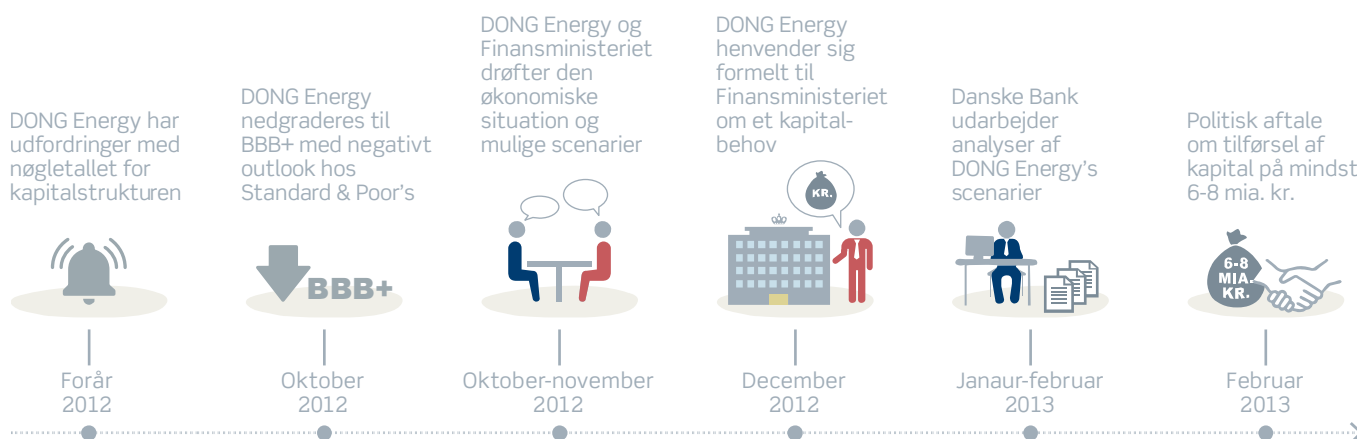 DONG Energy har
udfordringer med
nøgletallet for
kapitalstrukturen
Forår
2012
DONG Energy
nedgraderes til
BBB+ med negativt
outlook hos
Standard & Poor's
BBB+
Oktober
2012
DONG Energy og
Finansministeriet
drøfter den
økonomiske
situation og
mulige scenarier
Oktober-november
2012
DONG Energy
henvender sig
formelt til
Finansministeriet
om et kapital-
behov
KR.
December
2012
Danske Bank
udarbejder
analyser af
DONG Energy's
scenarier
Janaur-februar
2013
Politisk aftale
om tilførsel af
kapital på mindst
6-8 mia. kr.
6-8
MIA.
KR.
Februar
2013